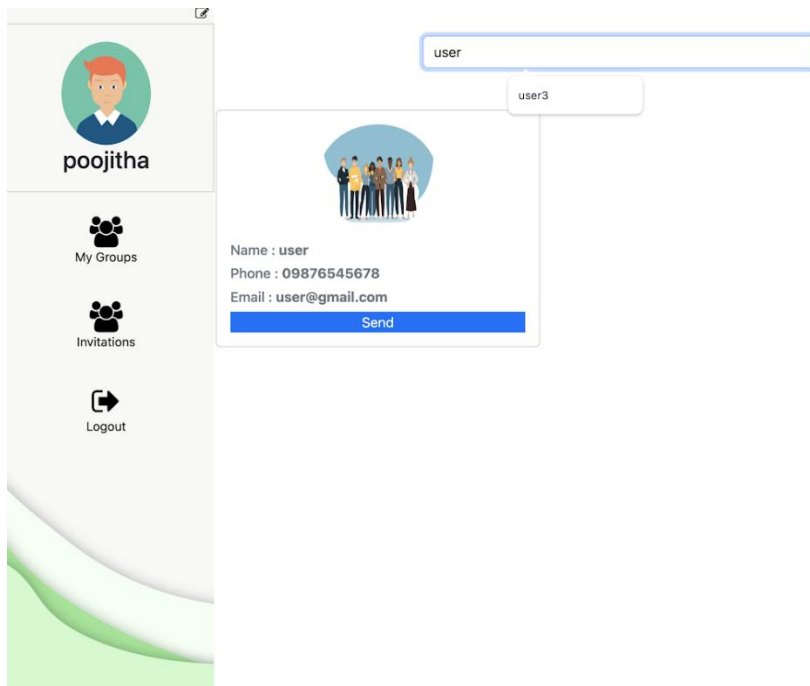 user
user3
poojitha
My Groups
Invitations
Logout
Name : user
Phone : 09876545678
Email : user@gmail.com
Send